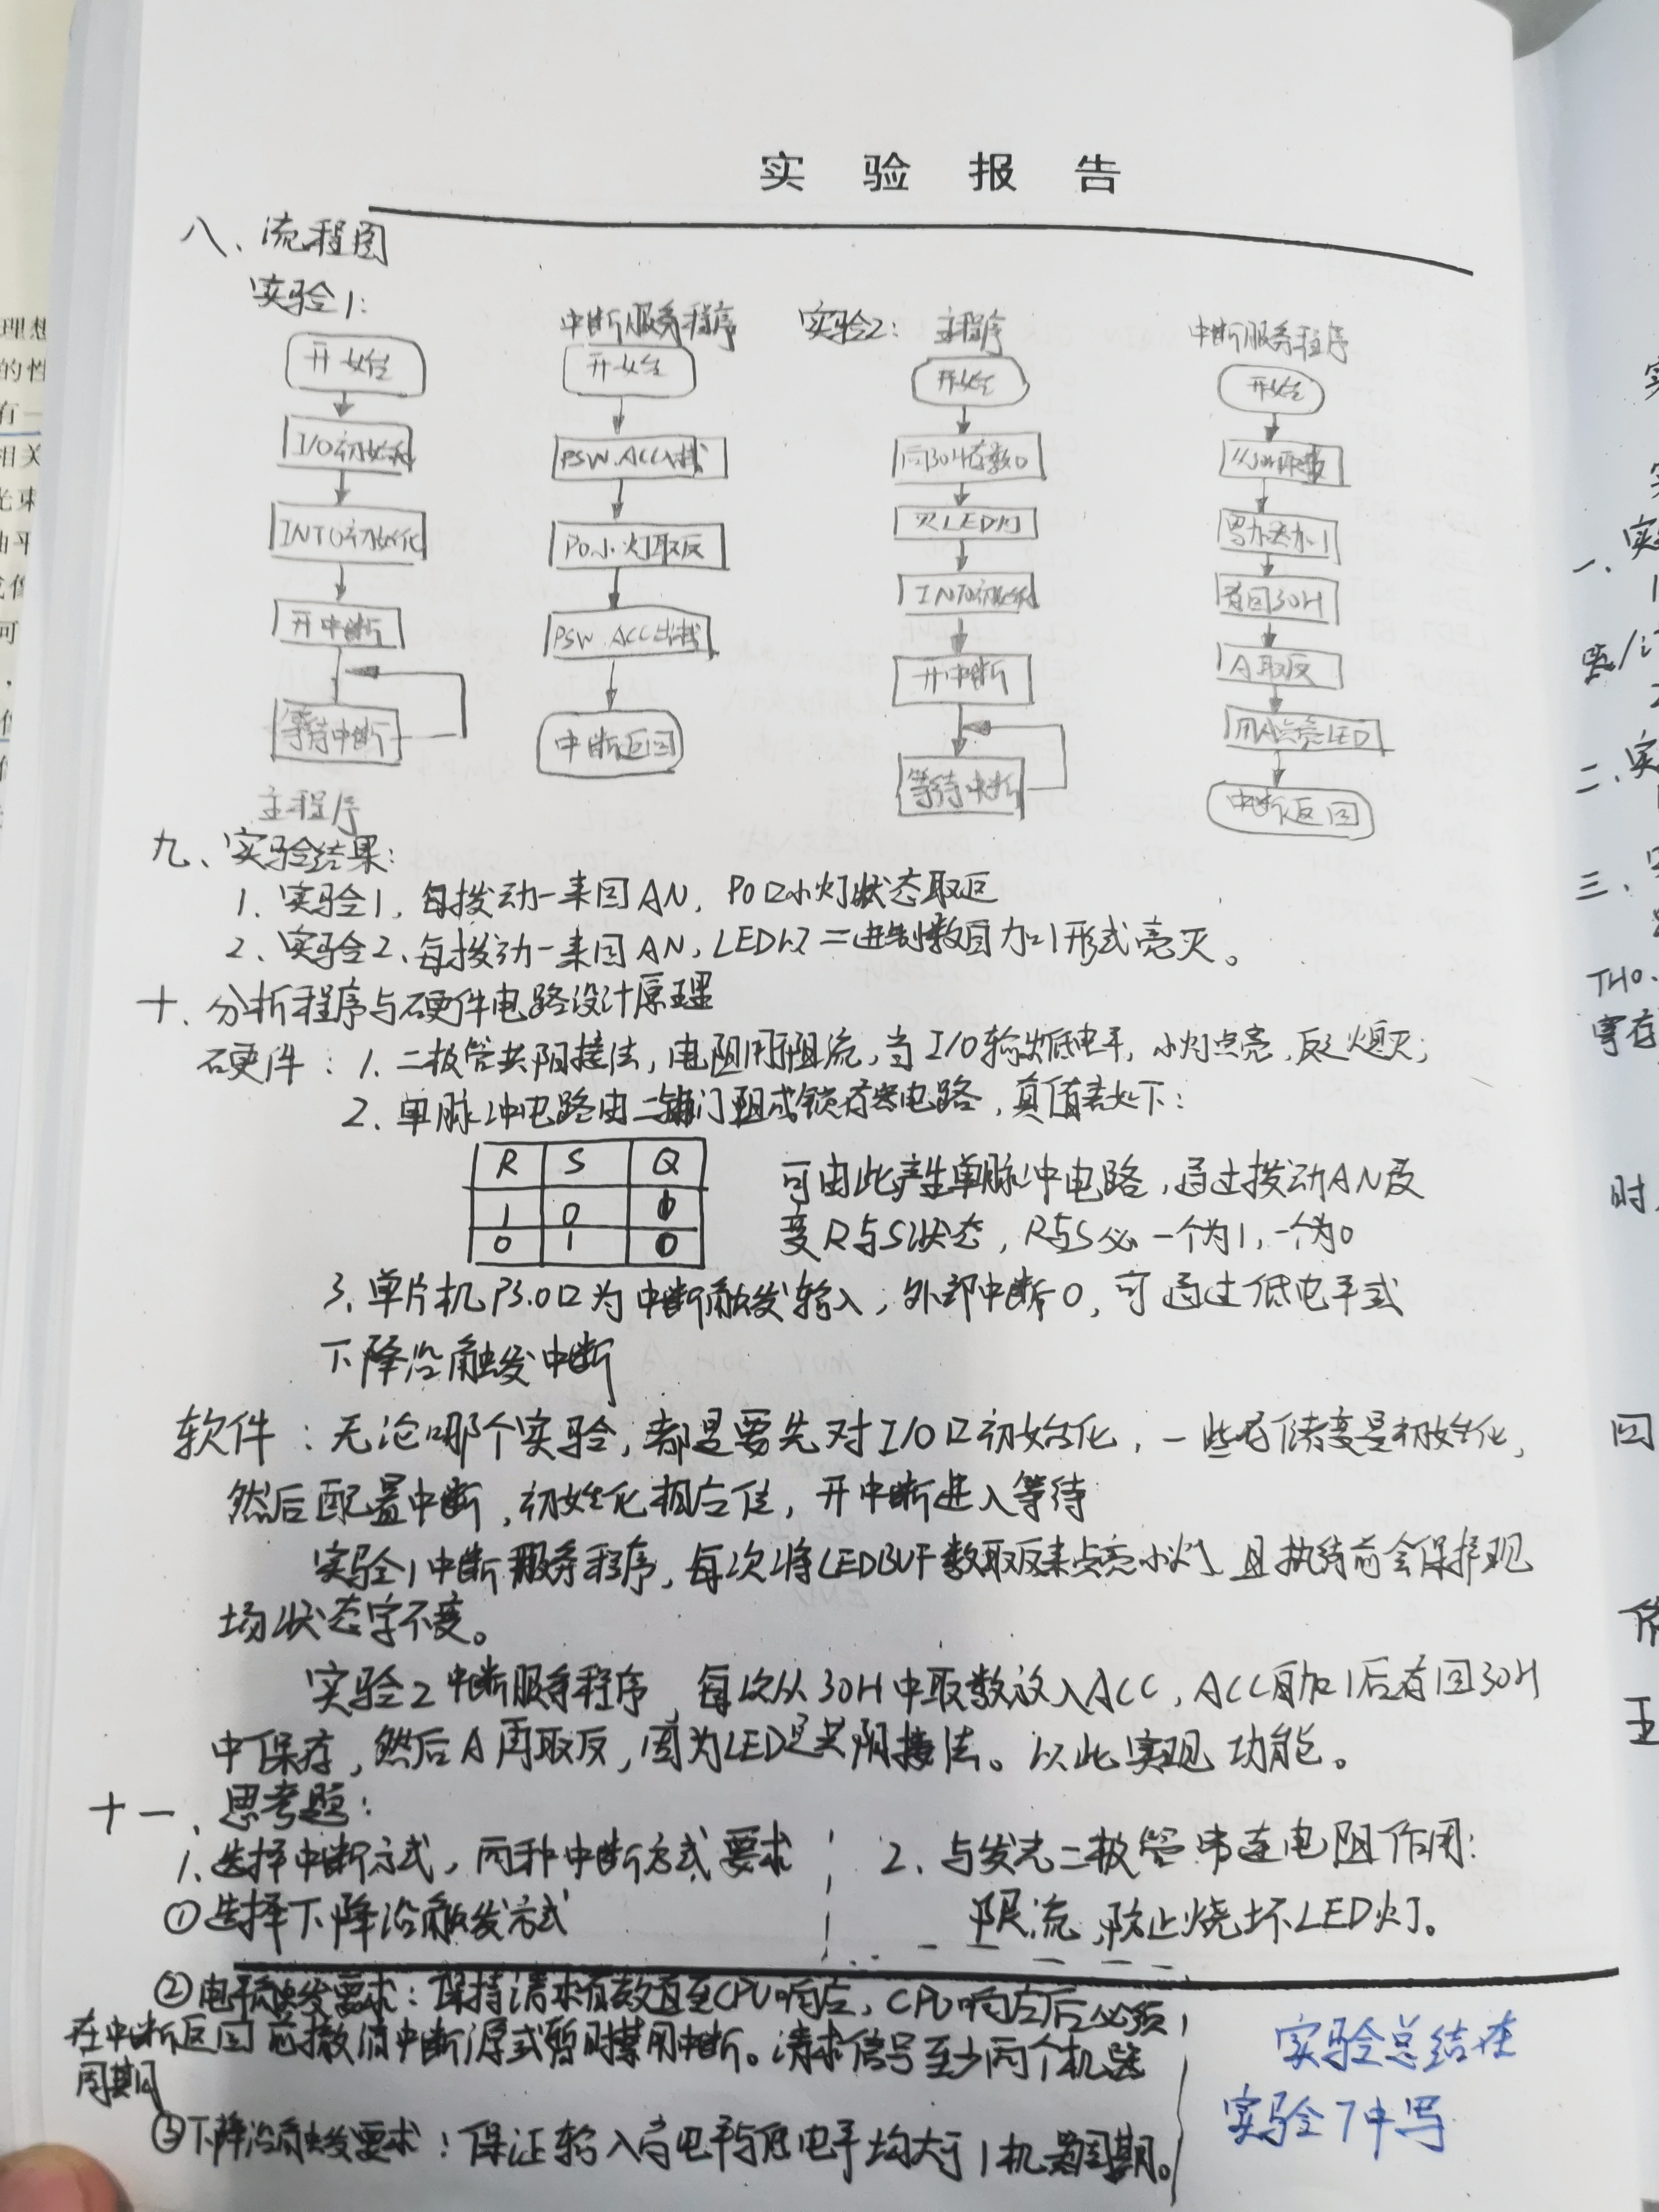 实验报告
八、流程图
实验1:
中断服务程序
实验2: 主程序
中断服务程序
开始
I/O初始化
INT0初始化
开中断
等待中断
主程序
开始
PSW.ACC入栈
P0小灯取反
PSW.ACC出栈
中断返回
开始
向30H存数0
灭LED灯
INT0初始化
开中断
等待中断
开始
从30H取数
累加器加1
存回30H
A取反
用A点亮LED
中断返回
九、实验结果:
1. 实验1, 每拨动一来回AN, P0口小灯状态取反
2. 实验2、每拨动一来回AN, LED以二进制数目加1形式亮灭。
十、分析程序与硬件电路设计原理
硬件: 1. 二极管共阳接法, 电阻用于阻流, 当I/O输出低电平, 小灯点亮, 反之熄灭;
2. 单脉冲电路由二个门组成锁存器电路, 真值表如下:
R S Q
1 0
0 1 0
可由此产生单脉冲电路, 通过拨动AN改
变R与S状态, R与S必一个为1, 一个为0
3. 单片机P3.0口为中断触发输入, 外部中断0, 可通过低电平或
下降沿触发中断
软件: 无论哪个实验, 都是要先对I/O口初始化, 一些存储变量初始化,
然后配置中断, 初始化相应位, 开中断进入等待
实验1中断服务程序, 每次将LEDBUF数取反来点亮小灯 且执行前会保护现
场状态字不变。
实验2中断服务程序 每次从30H中取数放入ACC, ACC自加1后存回30H
中保存, 然后A再取反, 因为LED是共阳接法。以此实现功能。
十一、思考题:
1. 选择中断方式, 两种中断方式要求
①选择下降沿触发方式
2. 与发光二极管串连电阻作用:
限流, 防止烧坏LED灯。
②电平触发要求: 保持请求有效直至CPU响应, CPU响应后必须
在中断返回前撤消中断源或暂时禁用中断。请求信号至少两个机器
周期
③下降沿触发要求: 保证输入高电平与低电平均大于1机器周期。
实验总结在
实验7中写